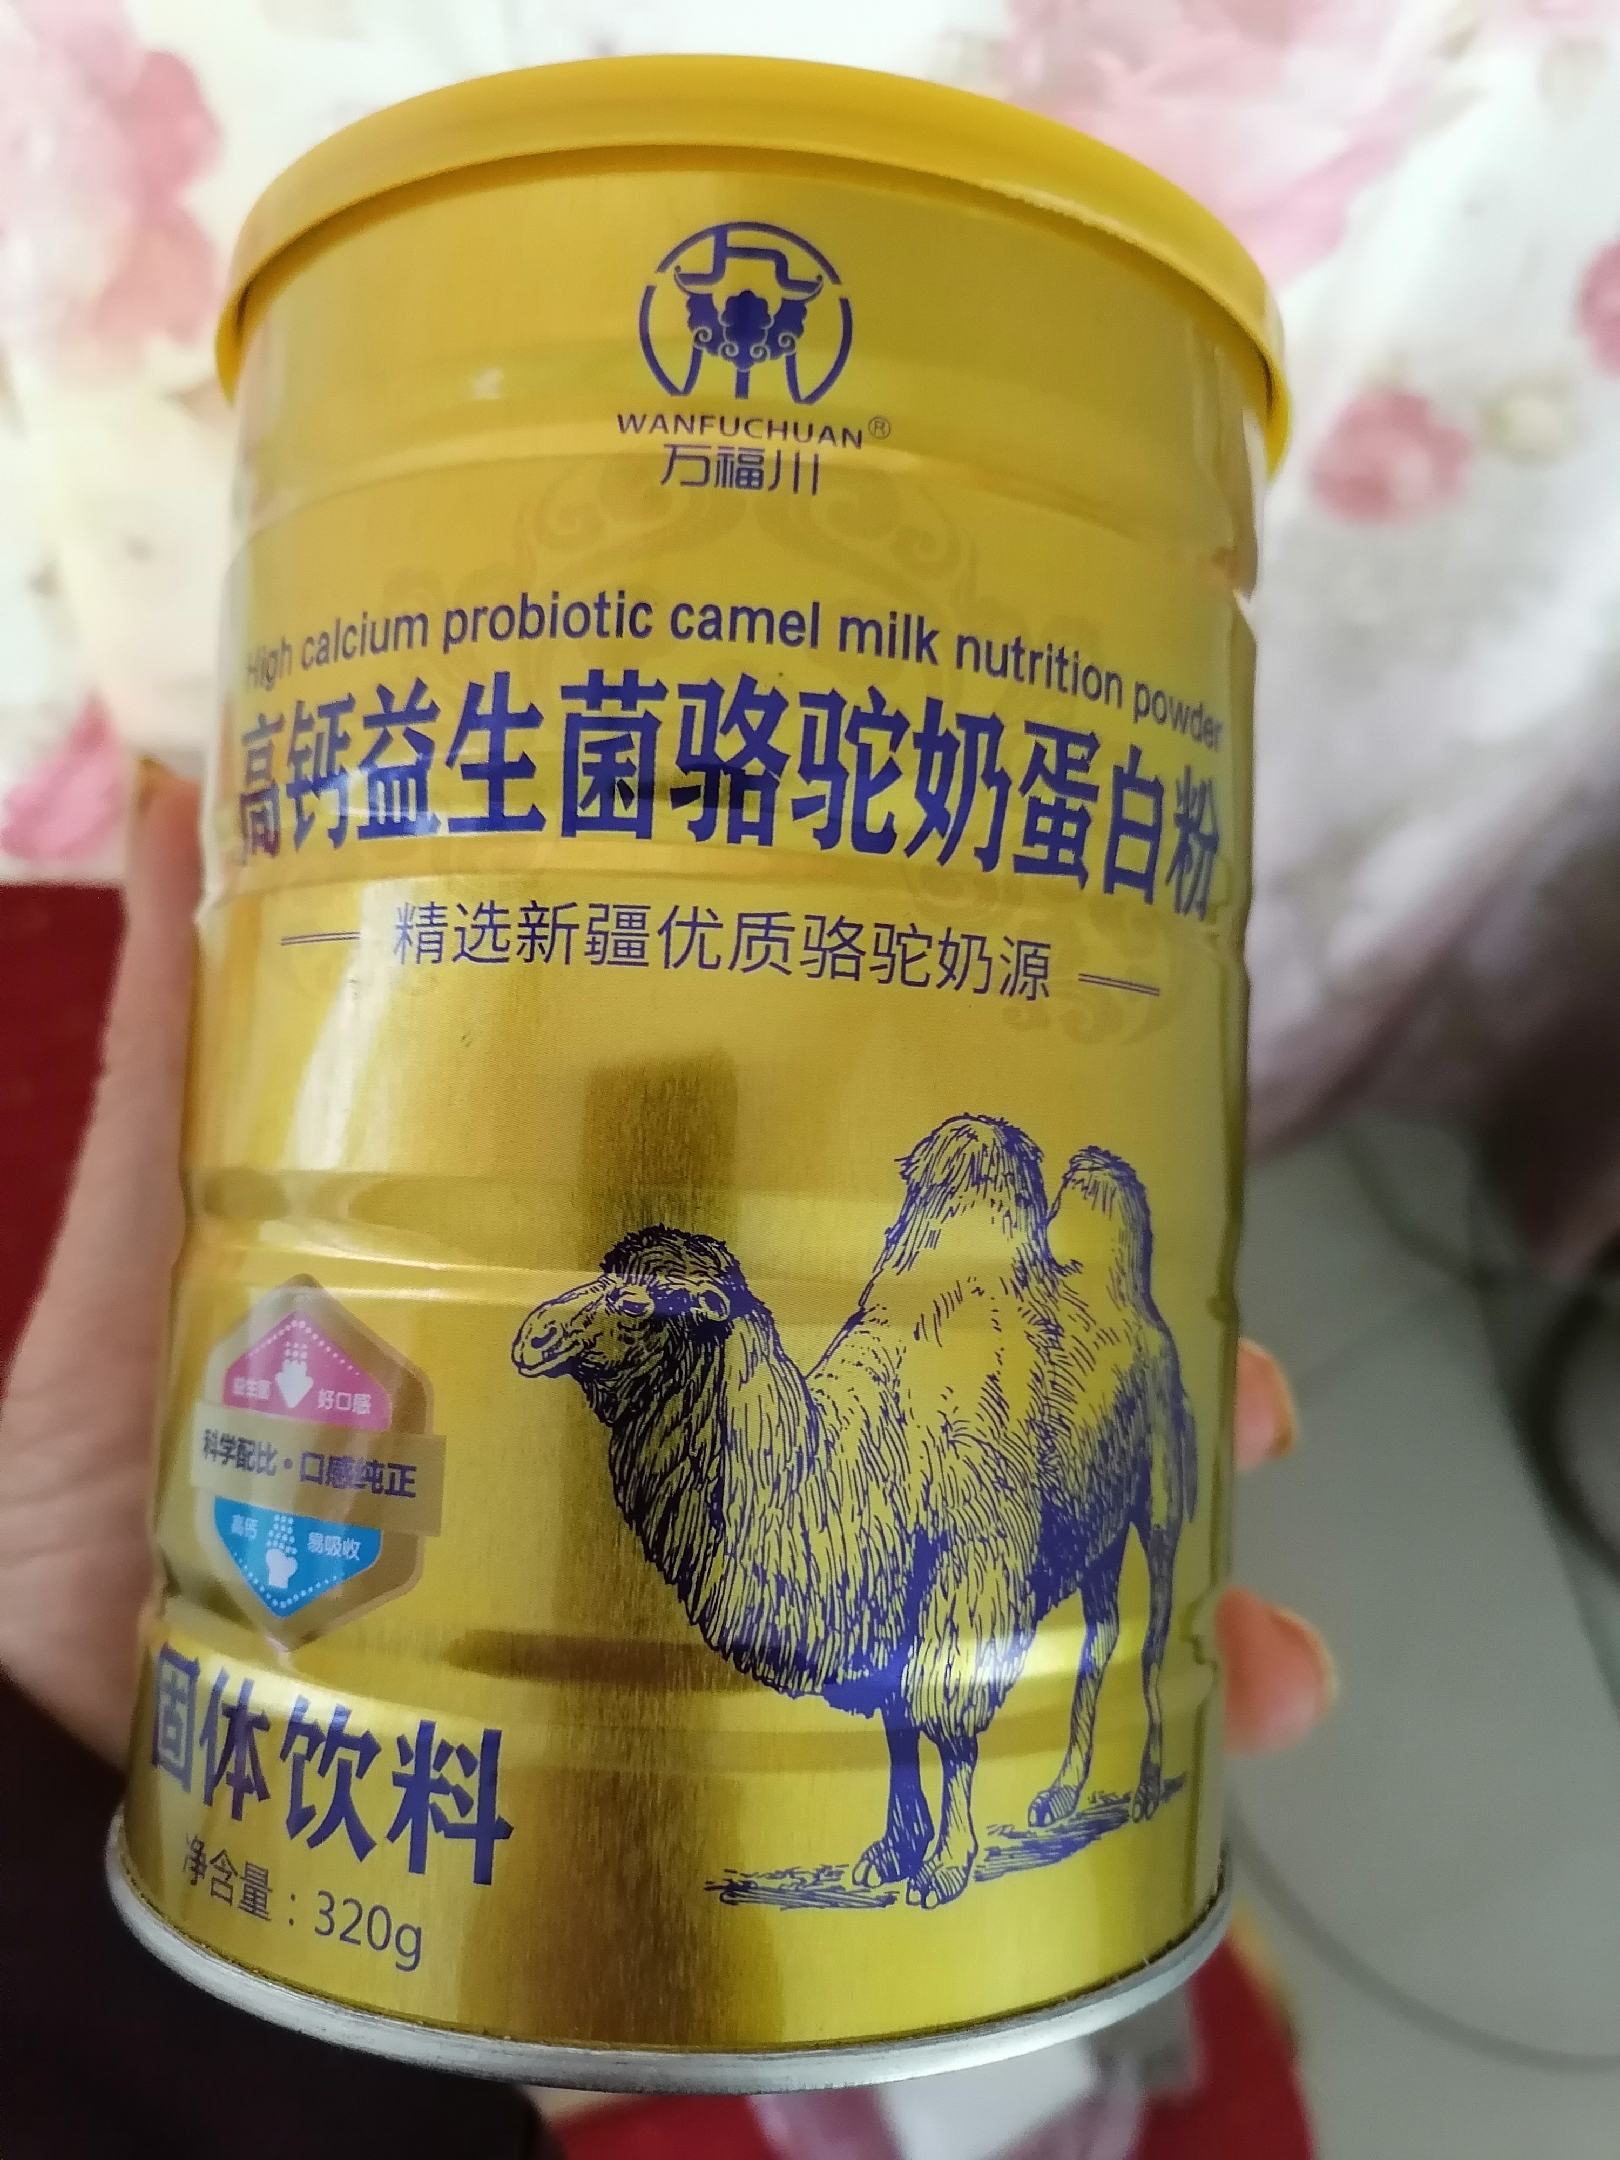 WANFUCHUAN®
万福川
High calcium probiotic camel milk nutrition powder
高钙益生菌骆驼奶蛋白粉
精选新疆优质骆驼奶源
益生菌 好口感
科学配比·口感纯正
高钙 易吸收
固体饮料
净含量：320g